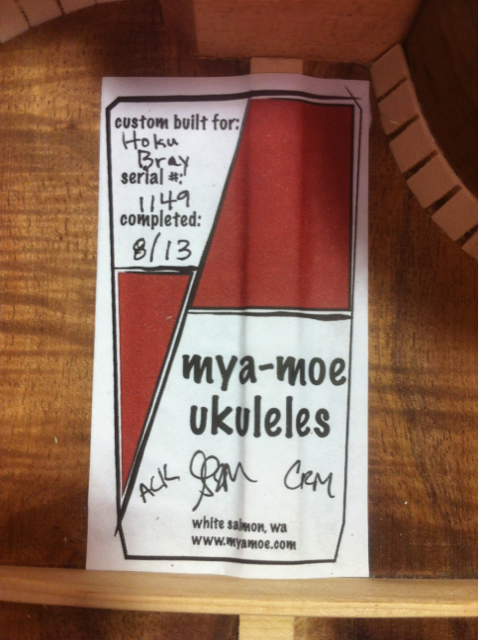 custom built for:
Hoku
Bray
serial #:
1149
completed:
8/13
mya-moe
ukuleles
ACK CRM
white salmon, wa
www.myamoe.com